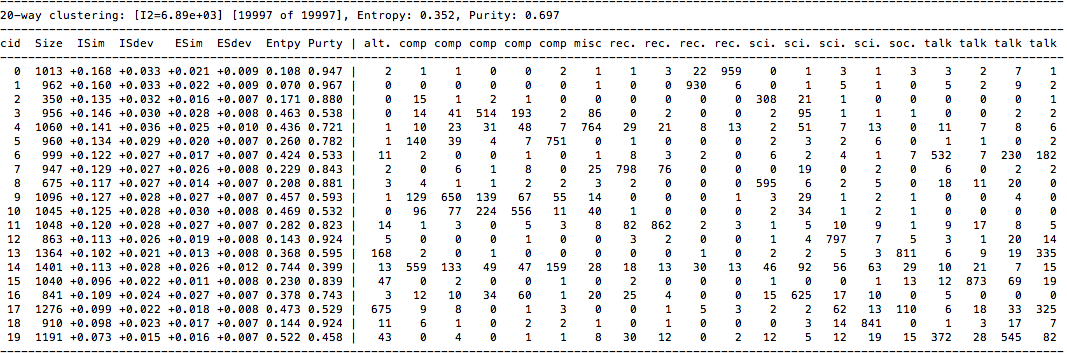 20-way clustering: [I2=6.89e+03] [19997 of 19997], Entropy: 0.352, Purity: 0.697
cid Size ISim ISdev ESim ESdev Entpy Purty | alt. comp comp comp comp comp misc rec. rec. rec. rec. sci. sci. sci. sci. soc. talk talk talk talk
0 1013 +0.168 +0.033 +0.021 +0.009 0.108 0.947 | 2 1 1 0 0 2 1 1 3 22 959 0 1 3 1 3 3 2 7 1
1 962 +0.160 +0.033 +0.022 +0.009 0.070 0.967 | 0 0 0 0 0 0 1 0 0 930 6 0 1 5 1 0 5 2 9 2
2 350 +0.135 +0.032 +0.016 +0.007 0.171 0.880 | 0 15 1 2 1 0 0 0 0 0 0 308 21 1 0 0 0 0 0 1
3 956 +0.146 +0.030 +0.028 +0.008 0.463 0.538 | 0 14 41 514 193 2 86 0 2 0 0 2 95 1 1 1 0 0 2 2
4 1060 +0.141 +0.036 +0.025 +0.010 0.436 0.721 | 1 10 23 31 48 7 764 29 21 8 13 2 51 7 13 0 11 7 8 6
5 960 +0.134 +0.029 +0.020 +0.007 0.260 0.782 | 1 140 39 4 7 751 0 1 0 0 0 2 3 2 6 0 1 1 0 2
6 999 +0.122 +0.027 +0.017 +0.007 0.424 0.533 | 11 2 0 0 1 0 1 8 3 2 0 6 2 4 1 7 532 7 230 182
7 947 +0.129 +0.027 +0.026 +0.008 0.229 0.843 | 2 0 6 1 8 0 25 798 76 0 0 0 19 0 2 0 6 0 2 2
8 675 +0.117 +0.027 +0.014 +0.007 0.208 0.881 | 3 4 1 1 2 2 3 2 0 0 0 595 6 2 5 0 18 11 20 0
9 1096 +0.127 +0.028 +0.027 +0.007 0.457 0.593 | 1 129 650 139 67 55 14 0 0 0 1 3 29 1 2 1 0 0 4 0
10 1045 +0.125 +0.028 +0.030 +0.008 0.469 0.532 | 0 96 77 224 556 11 40 1 0 0 0 2 34 1 2 1 0 0 0 0
11 1048 +0.120 +0.028 +0.027 +0.007 0.282 0.823 | 14 1 3 0 5 3 8 82 862 2 3 1 5 10 9 1 9 17 8 5
12 863 +0.113 +0.026 +0.019 +0.008 0.143 0.924 | 5 0 0 0 1 0 0 3 2 0 0 1 4 797 7 5 3 1 20 14
13 1364 +0.102 +0.021 +0.013 +0.008 0.368 0.595 | 168 2 0 1 0 0 0 0 0 1 0 2 2 5 3 811 6 9 19 335
14 1401 +0.113 +0.028 +0.026 +0.012 0.744 0.399 | 13 559 133 49 47 159 28 18 13 30 13 46 92 56 63 29 10 21 7 15
15 1040 +0.096 +0.022 +0.011 +0.008 0.230 0.839 | 47 0 2 0 0 1 0 2 0 0 0 1 0 0 1 13 12 873 69 19
16 841 +0.109 +0.024 +0.027 +0.007 0.378 0.743 | 3 12 10 34 60 1 20 25 4 0 0 15 625 17 10 0 5 0 0 0
17 1276 +0.099 +0.022 +0.018 +0.008 0.473 0.529 | 675 9 8 0 1 3 0 0 1 5 3 2 2 62 13 110 6 18 33 325
18 910 +0.098 +0.023 +0.017 +0.007 0.144 0.924 | 11 6 1 0 2 2 1 0 1 0 0 0 3 14 841 0 1 3 17 7
19 1191 +0.073 +0.015 +0.016 +0.007 0.522 0.458 | 43 0 4 0 1 1 8 30 12 0 2 12 5 12 19 15 372 28 545 82